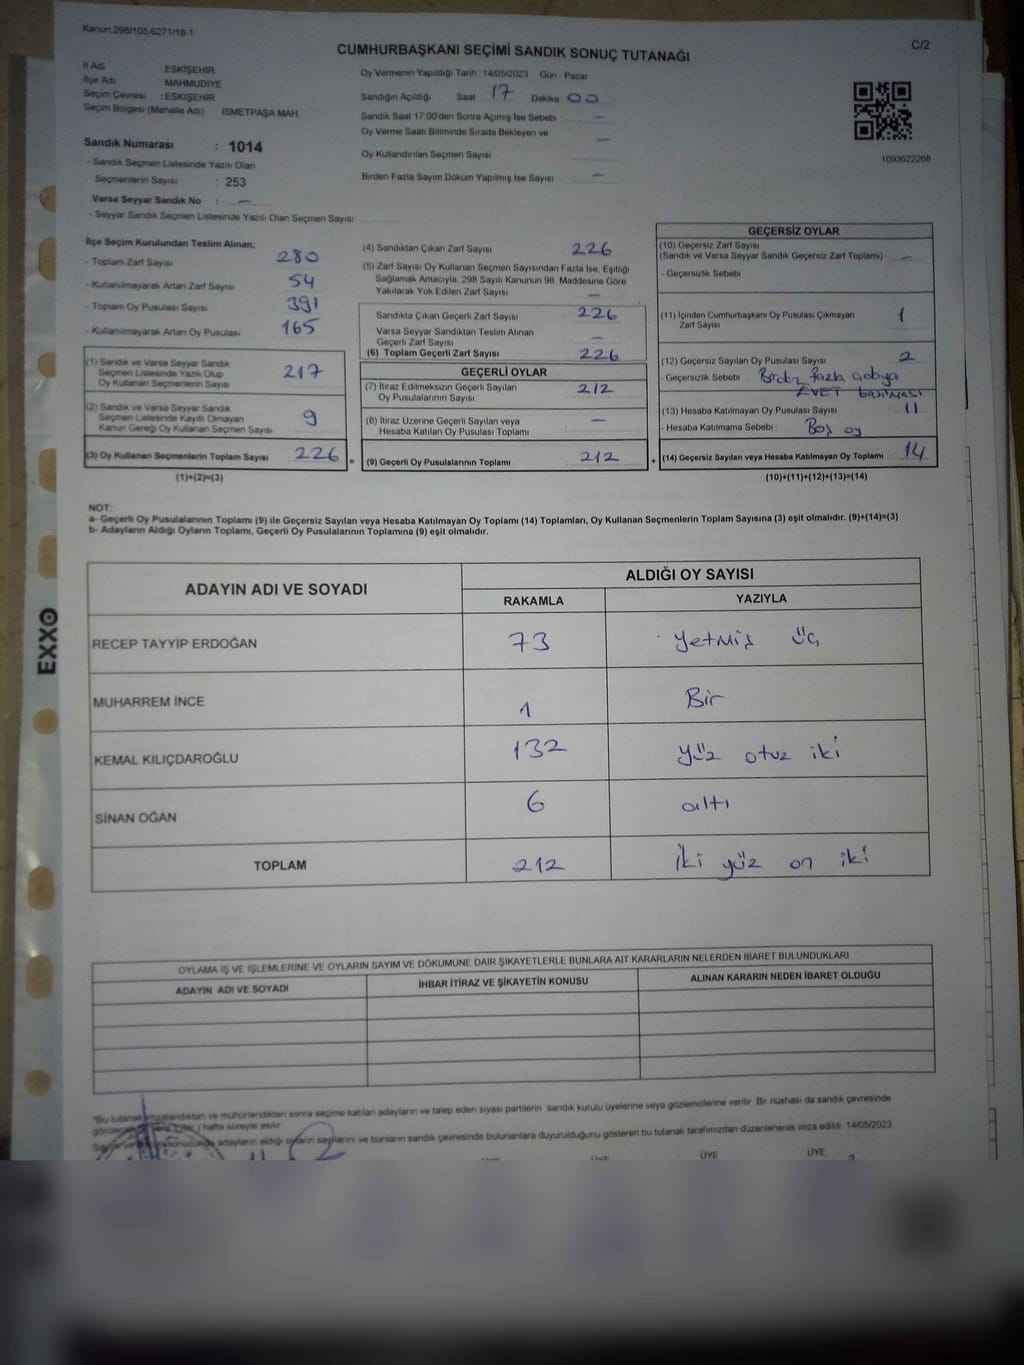 Kanun:298/105,6271/18-1
C/2
CUMHURBAŞKANI SEÇİMİ SANDIK SONUÇ TUTANAĞI
İl Adı : ESKİŞEHİR
İlçe Adı MAHMUDİYE
Seçim Çevresi : ESKİŞEHİR
Seçim Bölgesi (Mahalle Adı) : İSMETPAŞA MAH.
Sandık Numarası : 1014
- Sandık Seçmen Listesinde Yazılı Olan
Seçmenlerin Sayısı : 253
Varsa Seyyar Sandık No : –
- Seyyar Sandık Seçmen Listesinde Yazılı Olan Seçmen Sayısı
Oy Vermenin Yapıldığı Tarih :14/05/2023 Gün : Pazar
Sandığın Açıldığı Saat 17 Dakika 00
Sandık Saat 17:00'den Sonra Açımış İse Sebebi –
Oy Verme Saati Bitiminde Sırada Bekleyen ve
Oy Kullandırılan Seçmen Sayısı –
Birden Fazla Sayım Döküm Yapılmış İse Sayısı –
1093622268
İlçe Seçim Kurulundan Teslim Alınan;
- Toplam Zarf Sayısı 280
- Kullanılmayarak Artan Zarf Sayısı 54
- Toplam Oy Pusulası Sayısı 391
- Kullanılmayarak Artan Oy Pusulası 165
(1) Sandık ve Varsa Seyyar Sandık
Seçmen Listesinde Yazılı Olup
Oy Kullanan Seçmenlerin Sayısı 217
(2) Sandık ve Varsa Seyyar Sandık
Seçmen Listesinde Kayıtlı Olmayan
Kanun Gereği Oy Kullanan Seçmen Sayısı 9
(3) Oy Kullanan Seçmenlerin Toplam Sayısı 226 =
(1)+(2)=(3)
(4) Sandıktan Çıkan Zarf Sayısı 226
(5) Zarf Sayısı Oy Kullanan Seçmen Sayısından Fazla İse, Eşitliği
Sağlamak Amacıyla, 298 Sayılı Kanunun 98. Maddesine Göre
Yakılarak Yok Edilen Zarf Sayısı –
Sandıkta Çıkan Geçerli Zarf Sayısı 226
Varsa Seyyar Sandıktan Teslim Alınan
Geçerli Zarf Sayısı –
(6) Toplam Geçerli Zarf Sayısı 226
GEÇERLİ OYLAR
(7) İtiraz Edilmeksizin Geçerli Sayılan
Oy Pusulalarının Sayısı 212
(8) İtiraz Üzerine Geçerli Sayılan veya
Hesaba Katılan Oy Pusulası Toplamı –
(9) Geçerli Oy Pusulalarının Toplamı 212 +
GEÇERSİZ OYLAR
(10) Geçersiz Zarf Sayısı
(Sandık ve Varsa Seyyar Sandık Geçersiz Zarf Toplamı) –
- Geçersizlik Sebebi
(11) İçinden Cumhurbaşkanı Oy Pusulası Çıkmayan
Zarf Sayısı 1
(12) Geçersiz Sayılan Oy Pusulası Sayısı 2
- Geçersizlik Sebebi : Birden fazla adaya
EVET basılması
(13) Hesaba Katılmayan Oy Pusulası Sayısı 11
- Hesaba Katılmama Sebebi : Boş oy
(14) Geçersiz Sayılan veya Hesaba Katılmayan Oy Toplamı 14
(10)+(11)+(12)+(13)=(14)
NOT:
a- Geçerli Oy Pusulalarının Toplamı (9) ile Geçersiz Sayılan veya Hesaba Katılmayan Oy Toplamı (14) Toplamları, Oy Kullanan Seçmenlerin Toplam Sayısına (3) eşit olmalıdır. (9)+(14)=(3)
b- Adayların Aldığı Oyların Toplamı, Geçerli Oy Pusulalarının Toplamına (9) eşit olmalıdır.
ADAYIN ADI VE SOYADI ALDIĞI OY SAYISI
RAKAMLA YAZIYLA
RECEP TAYYİP ERDOĞAN 73 Yetmiş üç
MUHARREM İNCE 1 Bir
KEMAL KILIÇDAROĞLU 132 yüz otuz iki
SİNAN OĞAN 6 altı
TOPLAM 212 İki yüz on iki
OYLAMA İŞ VE İŞLEMLERİNE VE OYLARIN SAYIM VE DÖKÜMÜNE DAİR ŞİKAYETLERLE BUNLARA AİT KARARLARIN NELERDEN İBARET BULUNDUKLARI
ADAYIN ADI VE SOYADI İHBAR İTİRAZ VE ŞİKAYETİN KONUSU ALINAN KARARIN NEDEN İBARET OLDUĞU
"Bu tutanak imzalandıktan ve mühürlendikten sonra seçime katılan adayların ve talep eden siyasi partilerin sandık kurulu üyelerine veya gözlemcilerine verilir. Bir nüshası da sandık çevresinde
hafta süreyle asılır.
adayların aldığı oyların sayılarını ve bunların sandık çevresinde bulunanlara duyurulduğunu gösteren bu tutanak tarafımızdan düzenlenerek imza edildi. 14/05/2023
ÜYE ÜYE ÜYE ÜYE
EXXO